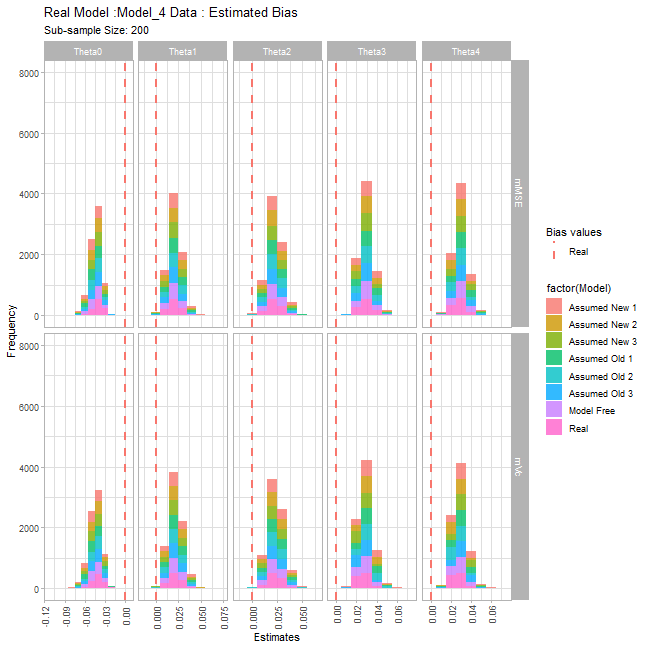 Real Model :Model_4 Data : Estimated Bias
Sub-sample Size: 200
Theta0 Theta1 Theta2 Theta3 Theta4
8000
6000
4000
2000
0
mMSE
8000
6000
4000
2000
0
mVc
Frequency
-0.12 -0.09 -0.06 -0.03 0.00 0.000 0.025 0.050 0.075 0.000 0.025 0.050 0.00 0.02 0.04 0.06 0.00 0.02 0.04 0.06
Estimates
Bias values
Real
factor(Model)
Assumed New 1
Assumed New 2
Assumed New 3
Assumed Old 1
Assumed Old 2
Assumed Old 3
Model Free
Real